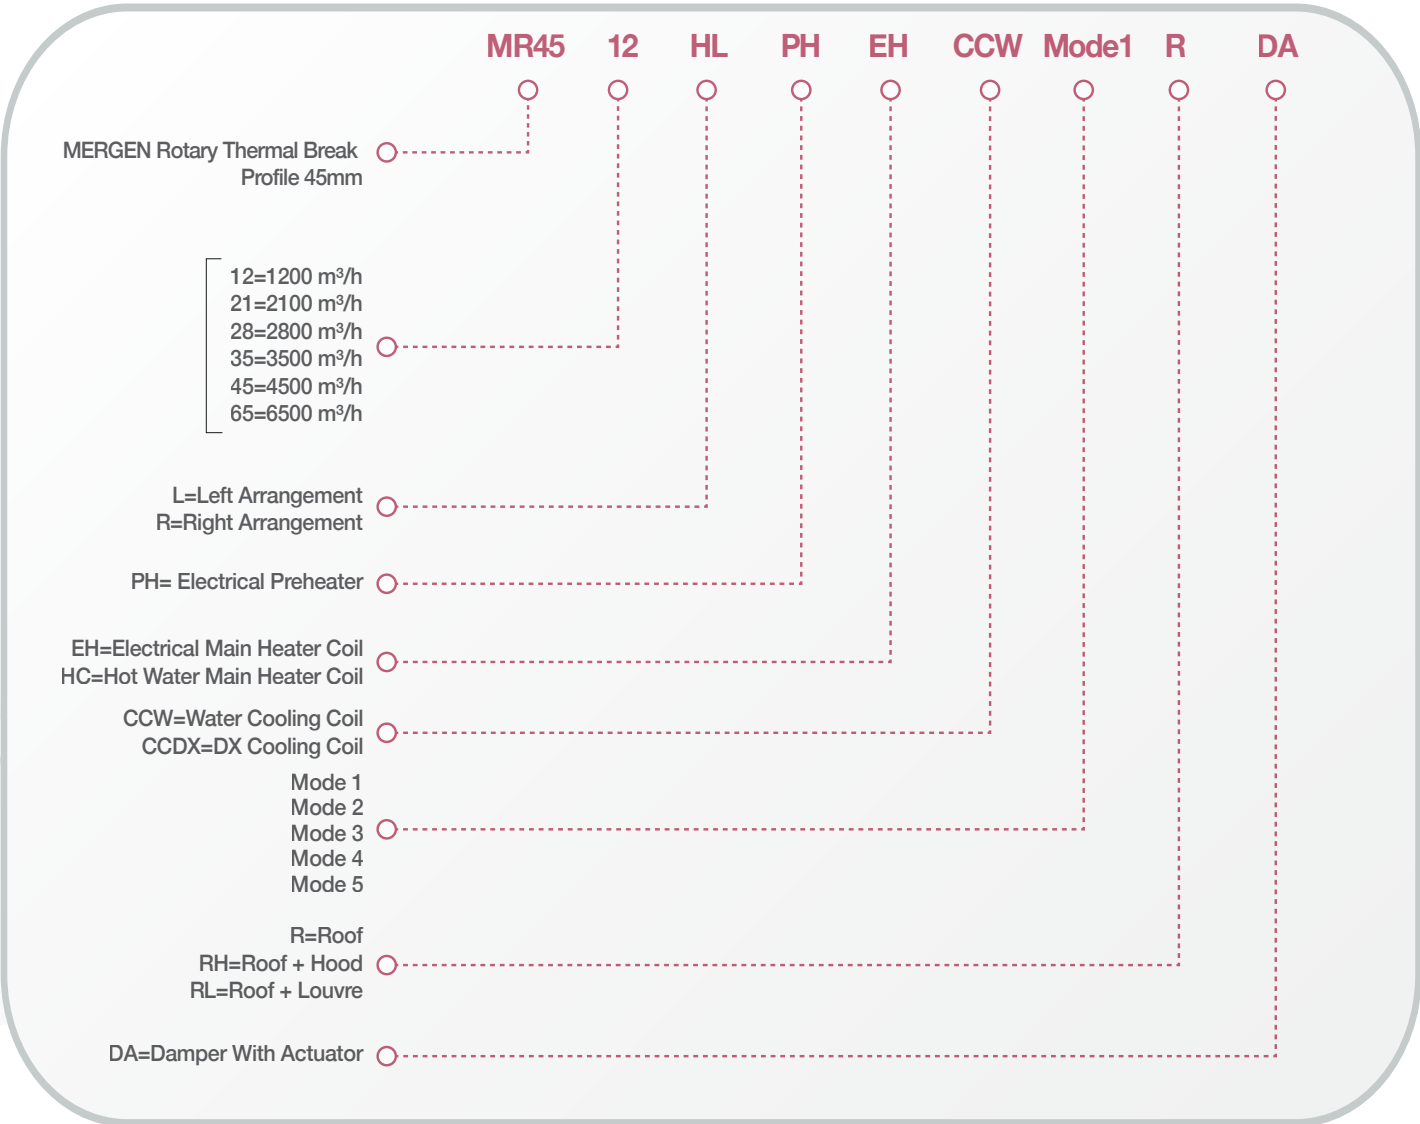 MR45 12 HL PH EH CCW Mode1 R DA
MERGEN Rotary Thermal Break
Profile 45mm
12=1200 m³/h
21=2100 m³/h
28=2800 m³/h
35=3500 m³/h
45=4500 m³/h
65=6500 m³/h
L=Left Arrangement
R=Right Arrangement
PH= Electrical Preheater
EH=Electrical Main Heater Coil
HC=Hot Water Main Heater Coil
CCW=Water Cooling Coil
CCDX=DX Cooling Coil
Mode 1
Mode 2
Mode 3
Mode 4
Mode 5
R=Roof
RH=Roof + Hood
RL=Roof + Louvre
DA=Damper With Actuator